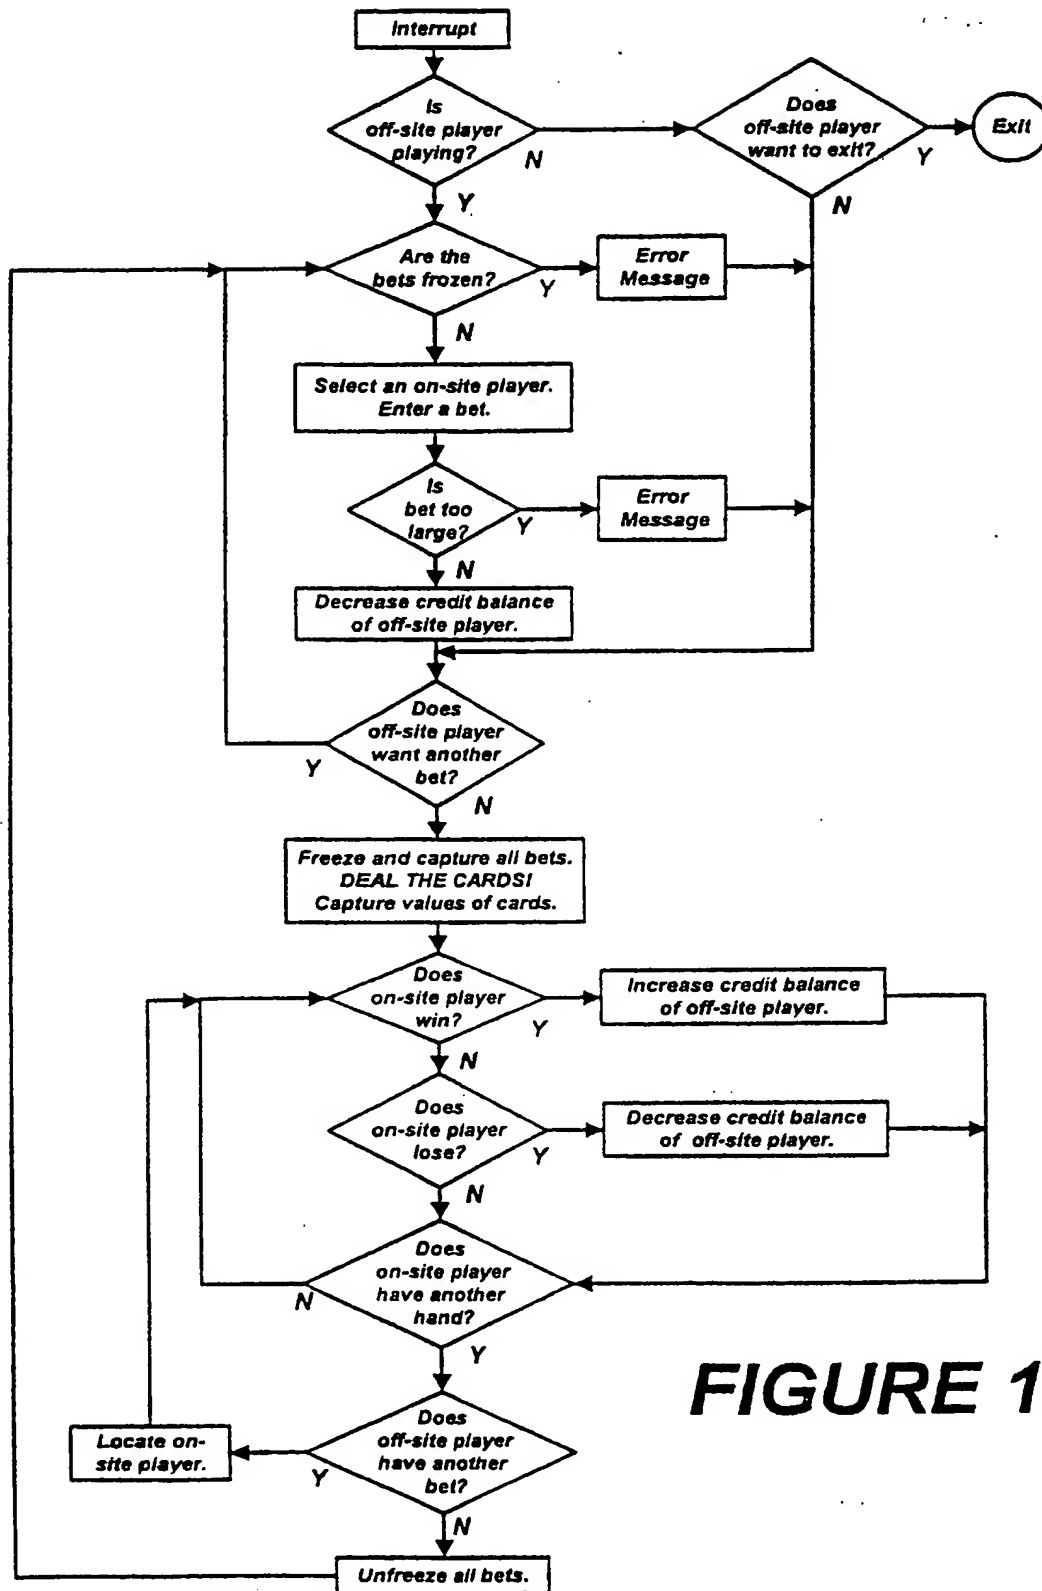 Interrupt
Is
off-site player
playing?
N
Y
Does
off-site player
want to exit?
Y
N
Exit
Are the
bets frozen?
Y
N
Error
Message
Select an on-site player.
Enter a bet.
Is
bet too
large?
Y
N
Error
Message
Decrease credit balance
of off-site player.
Does
off-site player
want another
bet?
Y
N
Freeze and capture all bets.
DEAL THE CARDS!
Capture values of cards.
Does
on-site player
win?
Y
N
Increase credit balance
of off-site player.
Does
on-site player
lose?
Y
N
Decrease credit balance
of off-site player.
Does
on-site player
have another
hand?
N
Y
Does
off-site player
have another
bet?
Y
N
Locate on-
site player.
Unfreeze all bets.
FIGURE 1